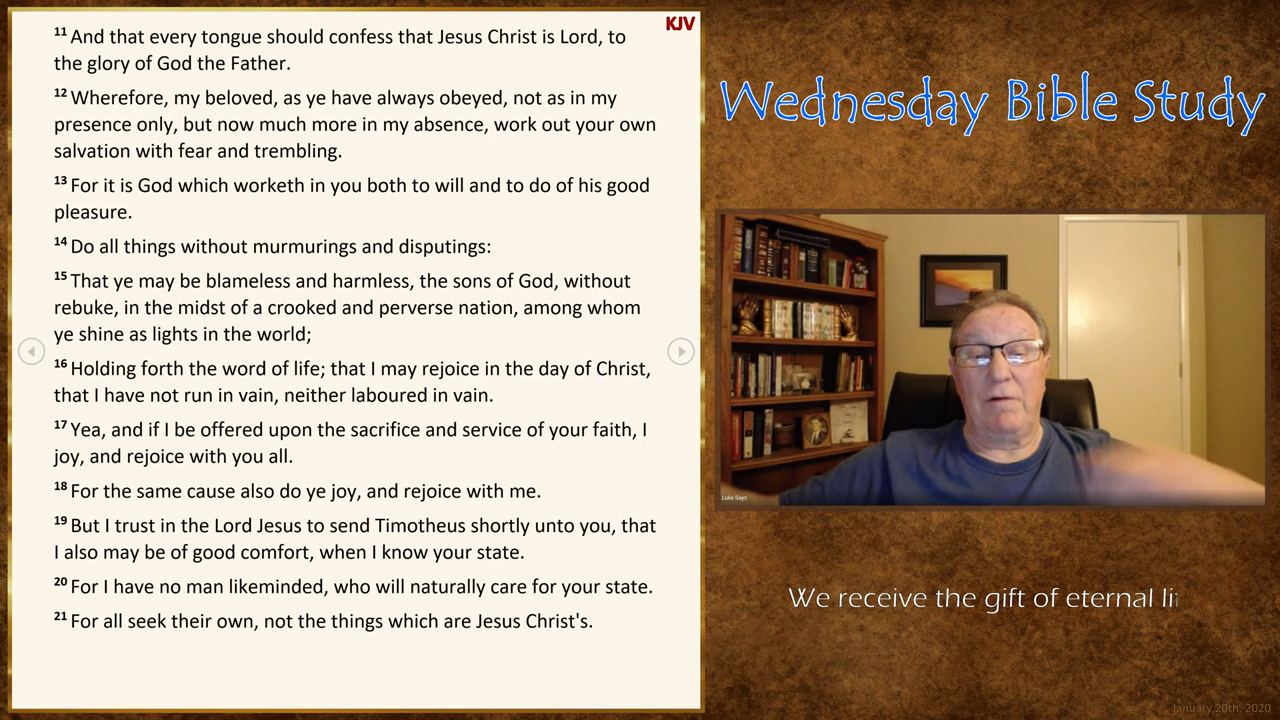 KJV
11 And that every tongue should confess that Jesus Christ is Lord, to
the glory of God the Father.
12 Wherefore, my beloved, as ye have always obeyed, not as in my
presence only, but now much more in my absence, work out your own
salvation with fear and trembling.
13 For it is God which worketh in you both to will and to do of his good
pleasure.
14 Do all things without murmurings and disputings:
15 That ye may be blameless and harmless, the sons of God, without
rebuke, in the midst of a crooked and perverse nation, among whom
ye shine as lights in the world;
16 Holding forth the word of life; that I may rejoice in the day of Christ,
that I have not run in vain, neither laboured in vain.
17 Yea, and if I be offered upon the sacrifice and service of your faith, I
joy, and rejoice with you all.
18 For the same cause also do ye joy, and rejoice with me.
19 But I trust in the Lord Jesus to send Timotheus shortly unto you, that
I also may be of good comfort, when I know your state.
20 For I have no man likeminded, who will naturally care for your state.
21 For all seek their own, not the things which are Jesus Christ's.
Wednesday Bible Study
Luke Says
We receive the gift of eternal li
January 20th, 2020